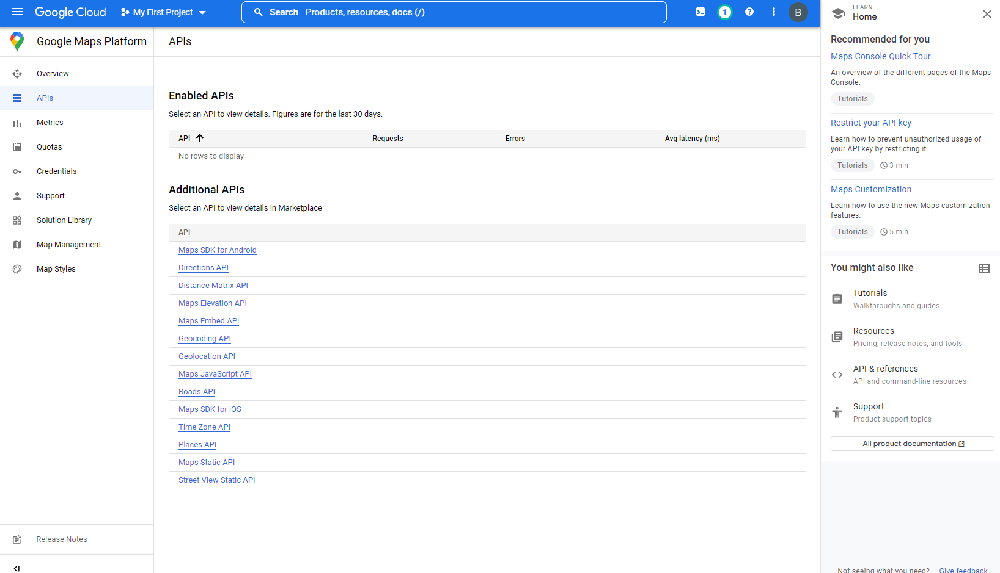 Google Cloud
My First Project
Search Products, resources, docs (/)
1
B
LEARN
Home
Google Maps Platform
APIs
Overview
APIs
Metrics
Quotas
Credentials
Support
Solution Library
Map Management
Map Styles
Release Notes
Enabled APIs
Select an API to view details. Figures are for the last 30 days.
API Requests Errors Avg latency (ms)
No rows to display
Additional APIs
Select an API to view details in Marketplace
API
Maps SDK for Android
Directions API
Distance Matrix API
Maps Elevation API
Maps Embed API
Geocoding API
Geolocation API
Maps JavaScript API
Roads API
Maps SDK for iOS
Time Zone API
Places API
Maps Static API
Street View Static API
Recommended for you
Maps Console Quick Tour
An overview of the different pages of the Maps
Console.
Tutorials
Restrict your API key
Learn how to prevent unauthorized usage of
your API key by restricting it.
Tutorials 3 min
Maps Customization
Learn how to use the new Maps customization
features.
Tutorials 5 min
You might also like
Tutorials
Walkthroughs and guides
Resources
Pricing, release notes, and tools
API & references
API and command-line resources
Support
Product support topics
All product documentation
Not seeing what you need? Give feedback